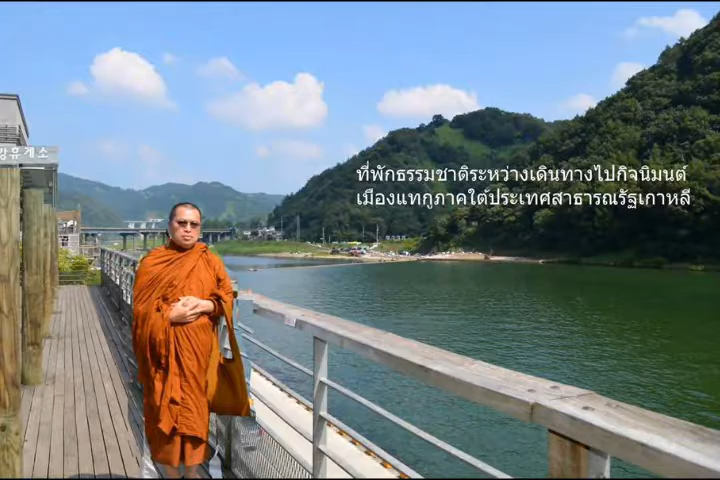 휴게소
ที่พักธรรมชาติระหว่างเดินทางไปกิจนิมนต์
เมืองแทกูภาคใต้ประเทศสาธารณรัฐเกาหลี